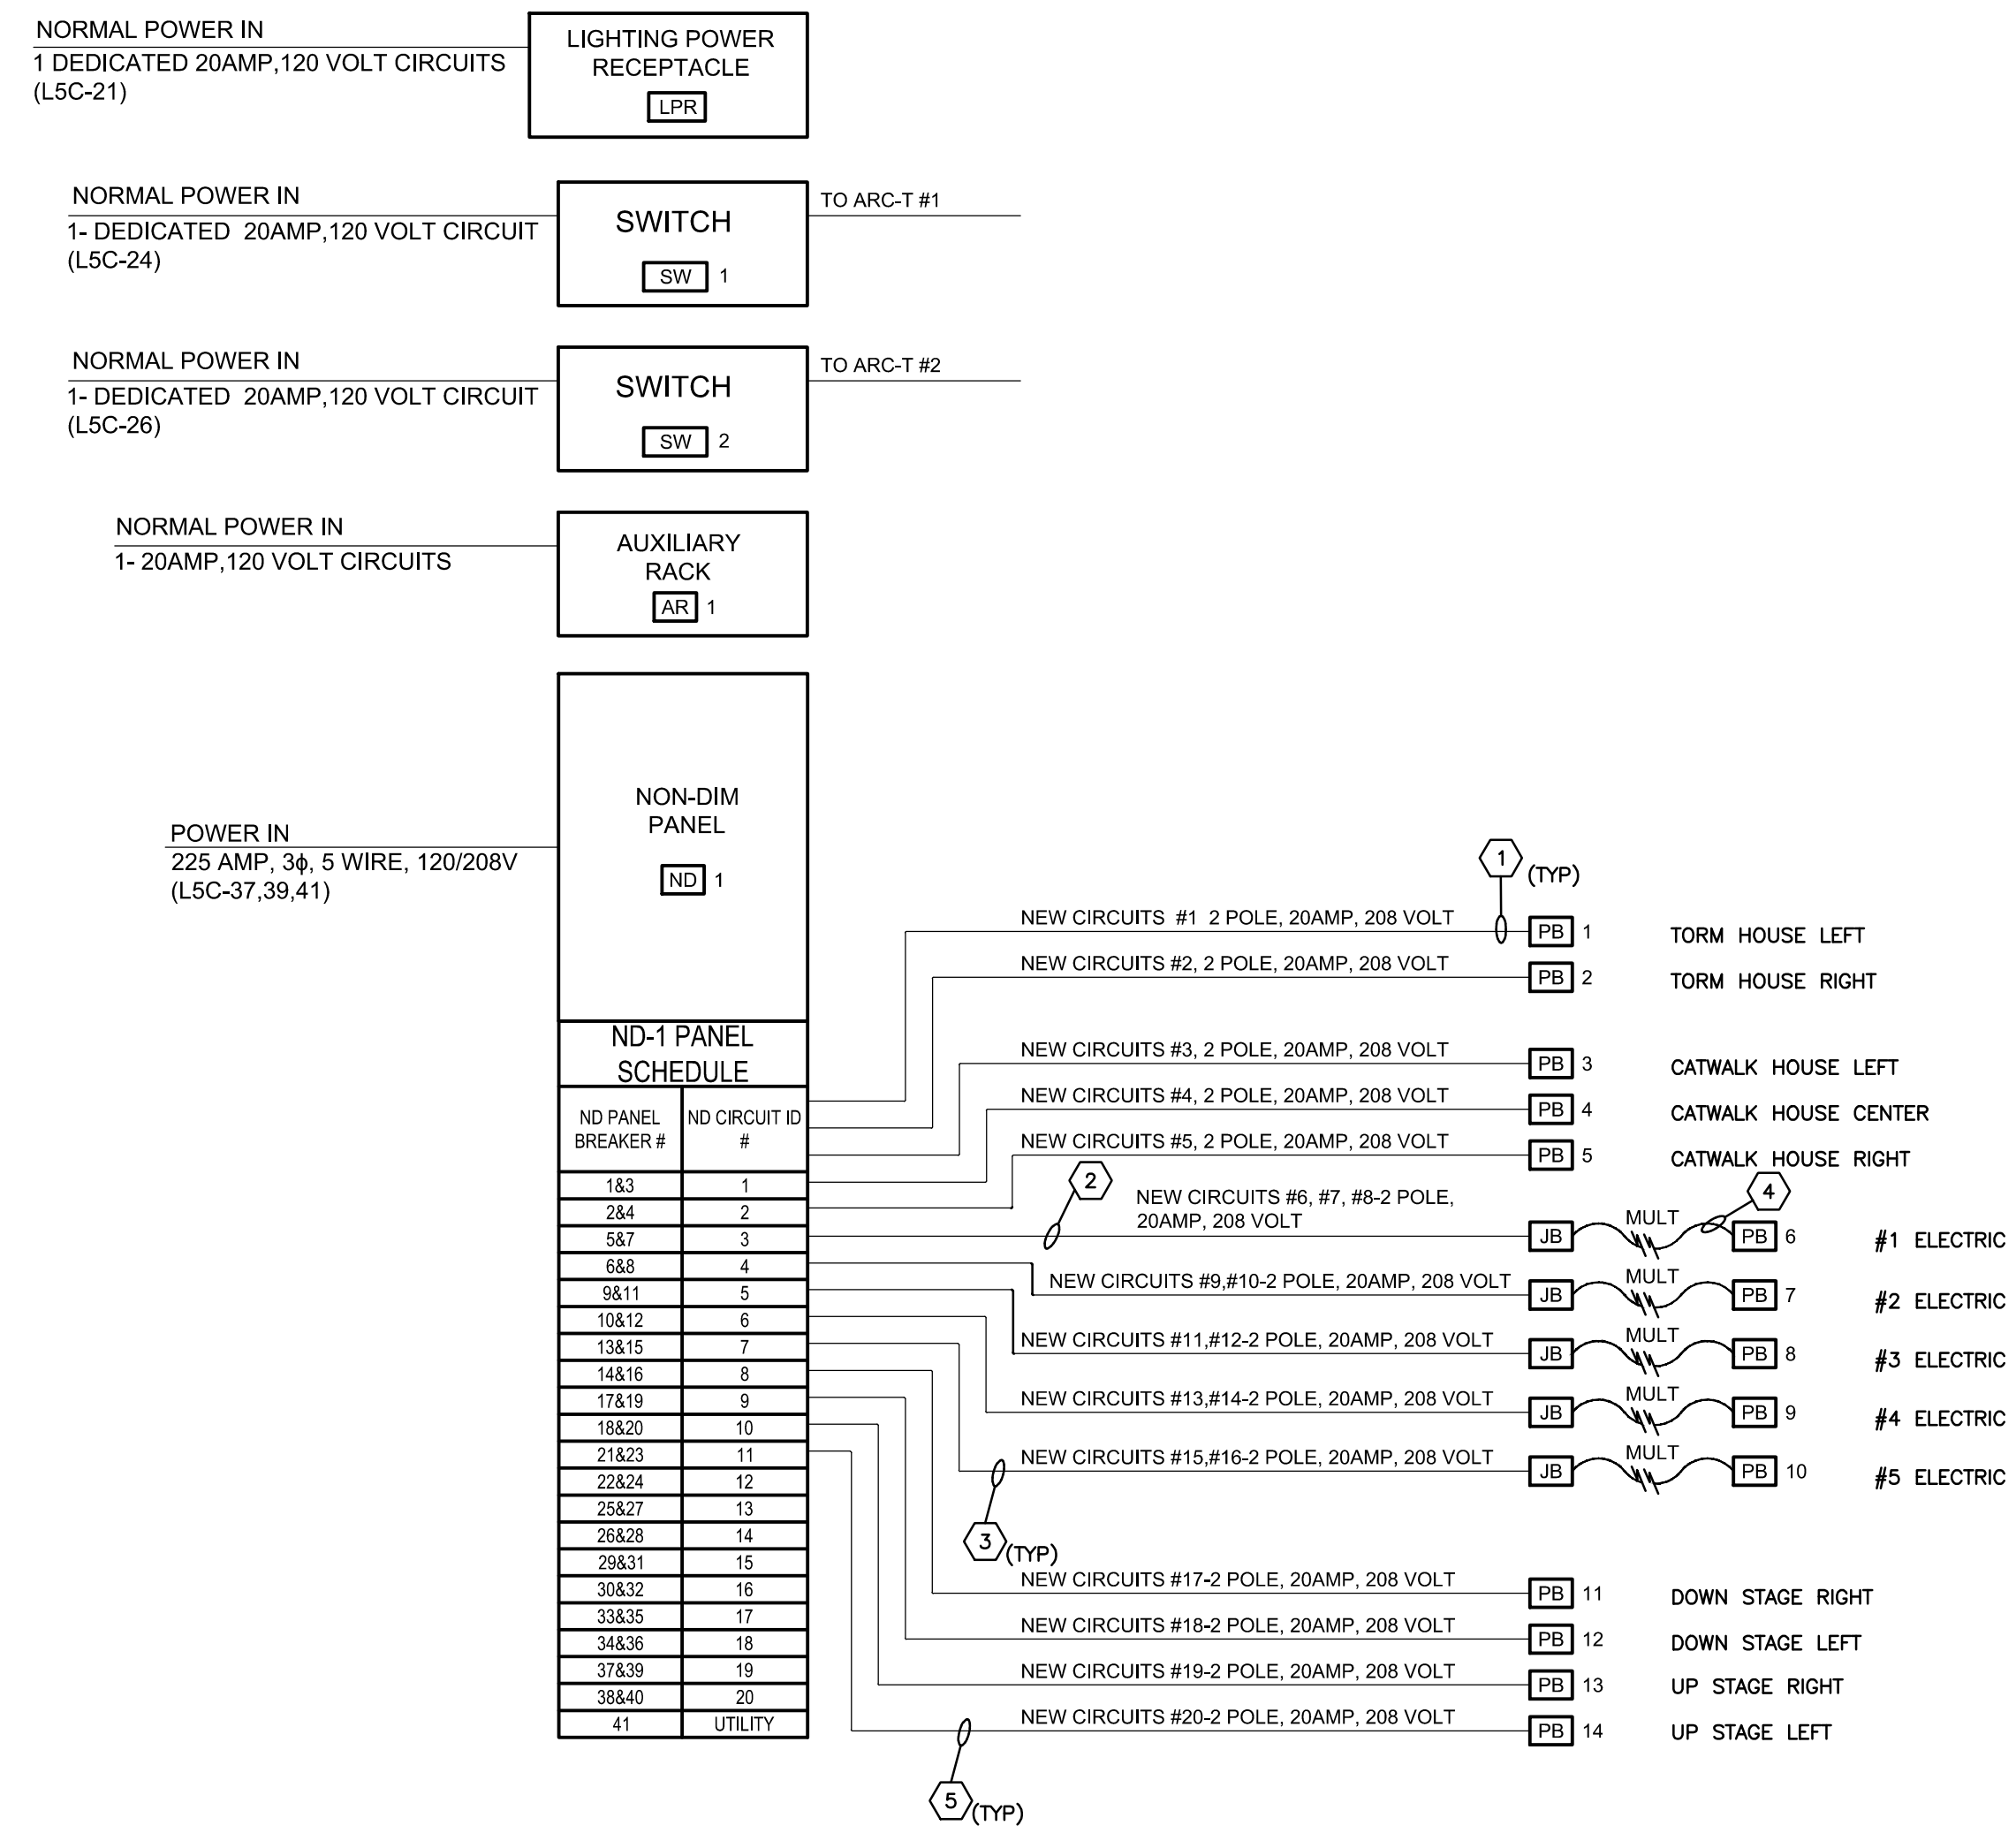 NORMAL POWER IN
1 DEDICATED 20AMP,120 VOLT CIRCUITS
(L5C-21)
LIGHTING POWER
RECEPTACLE
LPR
NORMAL POWER IN
1- DEDICATED 20AMP,120 VOLT CIRCUIT
(L5C-24)
SWITCH
SW 1
TO ARC-T #1
NORMAL POWER IN
1- DEDICATED 20AMP,120 VOLT CIRCUIT
(L5C-26)
SWITCH
SW 2
TO ARC-T #2
NORMAL POWER IN
1- 20AMP,120 VOLT CIRCUITS
AUXILIARY
RACK
AR 1
POWER IN
225 AMP, 3ϕ, 5 WIRE, 120/208V
(L5C-37,39,41)
NON-DIM
PANEL
ND 1
ND-1 PANEL
SCHEDULE
ND PANEL
BREAKER #
ND CIRCUIT ID
#
1&3 1
2&4 2
5&7 3
6&8 4
9&11 5
10&12 6
13&15 7
14&16 8
17&19 9
18&20 10
21&23 11
22&24 12
25&27 13
26&28 14
29&31 15
30&32 16
33&35 17
34&36 18
37&39 19
38&40 20
41 UTILITY
1 (TYP)
NEW CIRCUITS #1 2 POLE, 20AMP, 208 VOLT PB 1 TORM HOUSE LEFT
NEW CIRCUITS #2, 2 POLE, 20AMP, 208 VOLT PB 2 TORM HOUSE RIGHT
NEW CIRCUITS #3, 2 POLE, 20AMP, 208 VOLT PB 3 CATWALK HOUSE LEFT
NEW CIRCUITS #4, 2 POLE, 20AMP, 208 VOLT PB 4 CATWALK HOUSE CENTER
NEW CIRCUITS #5, 2 POLE, 20AMP, 208 VOLT PB 5 CATWALK HOUSE RIGHT
2
4
NEW CIRCUITS #6, #7, #8-2 POLE,
20AMP, 208 VOLT
JB MULT PB 6 #1 ELECTRIC
NEW CIRCUITS #9,#10-2 POLE, 20AMP, 208 VOLT JB MULT PB 7 #2 ELECTRIC
NEW CIRCUITS #11,#12-2 POLE, 20AMP, 208 VOLT JB MULT PB 8 #3 ELECTRIC
NEW CIRCUITS #13,#14-2 POLE, 20AMP, 208 VOLT JB MULT PB 9 #4 ELECTRIC
NEW CIRCUITS #15,#16-2 POLE, 20AMP, 208 VOLT JB MULT PB 10 #5 ELECTRIC
3 (TYP)
NEW CIRCUITS #17-2 POLE, 20AMP, 208 VOLT PB 11 DOWN STAGE RIGHT
NEW CIRCUITS #18-2 POLE, 20AMP, 208 VOLT PB 12 DOWN STAGE LEFT
NEW CIRCUITS #19-2 POLE, 20AMP, 208 VOLT PB 13 UP STAGE RIGHT
NEW CIRCUITS #20-2 POLE, 20AMP, 208 VOLT PB 14 UP STAGE LEFT
5 (TYP)